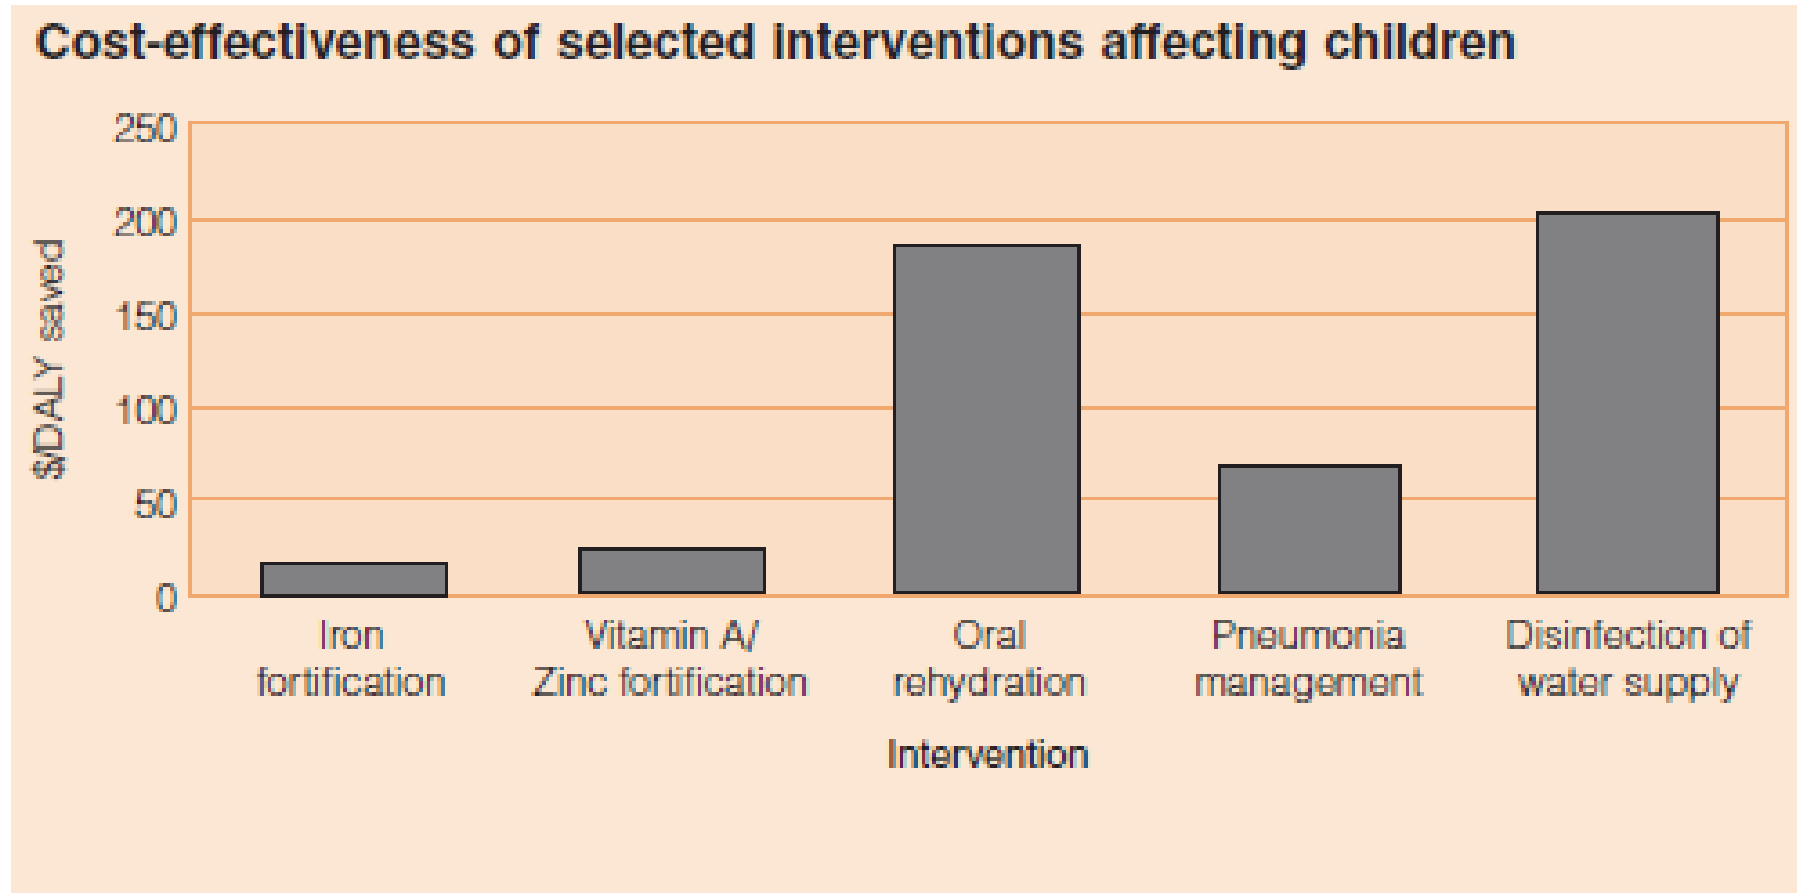 Cost-effectiveness of selected interventions affecting children
250
200
150
100
50
0
$/DALY saved
Iron
fortification
Vitamin A/
Zinc fortification
Oral
rehydration
Pneumonia
management
Disinfection of
water supply
Intervention